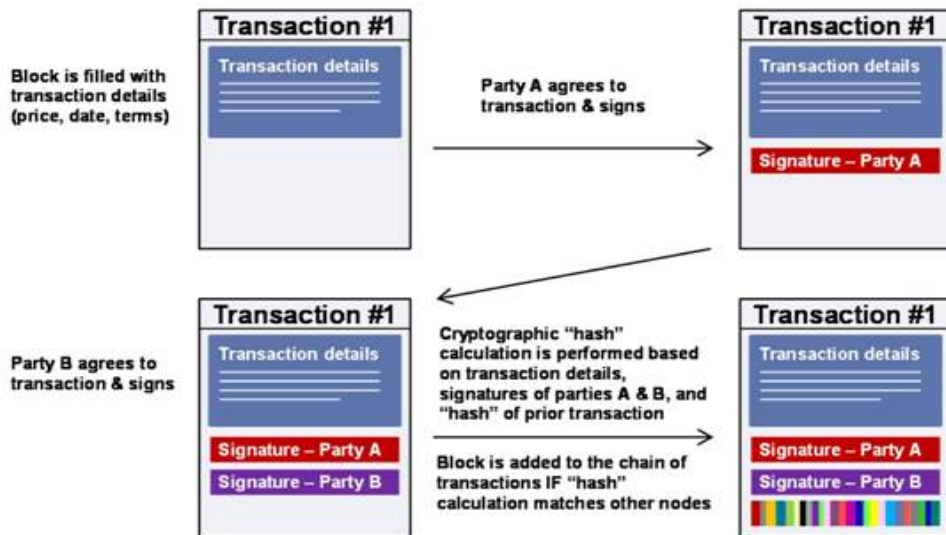 Transaction #1
Transaction details
Block is filled with
transaction details
(price, date, terms)
Party A agrees to
transaction & signs
Transaction #1
Transaction details
Signature – Party A
Party B agrees to
transaction & signs
Transaction #1
Transaction details
Signature – Party A
Signature – Party B
Cryptographic “hash”
calculation is performed based
on transaction details,
signatures of parties A & B, and
“hash” of prior transaction
Block is added to the chain of
transactions IF “hash”
calculation matches other nodes
Transaction #1
Transaction details
Signature – Party A
Signature – Party B